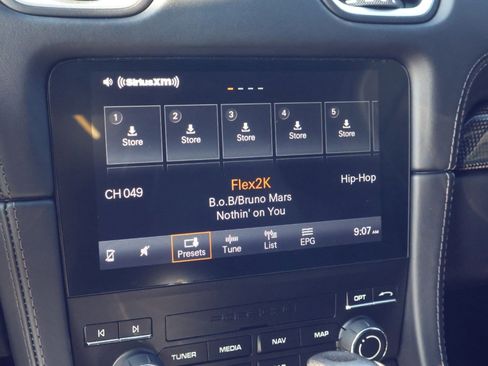 SiriusXM
1 2 3 4 5
Store Store Store Store Store
Flex2K
CH 049 Hip-Hop
B.o.B/Bruno Mars
Nothin' on You
Presets Tune List EPG 9:07 AM
OPT
TUNER MEDIA NAV MAP